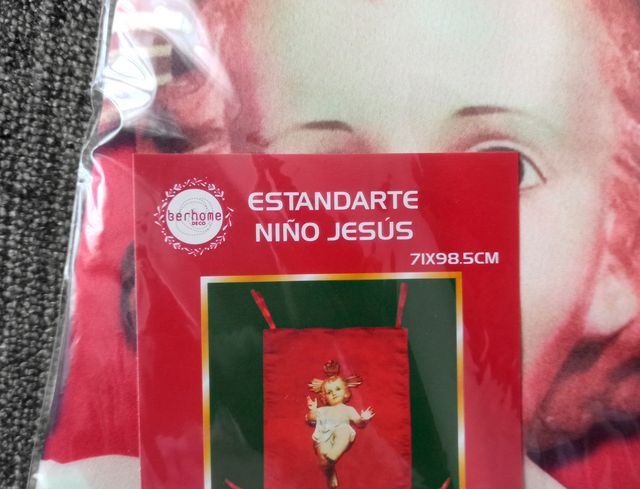 berhome
DECO
ESTANDARTE
NIÑO JESÚS
71X98.5CM